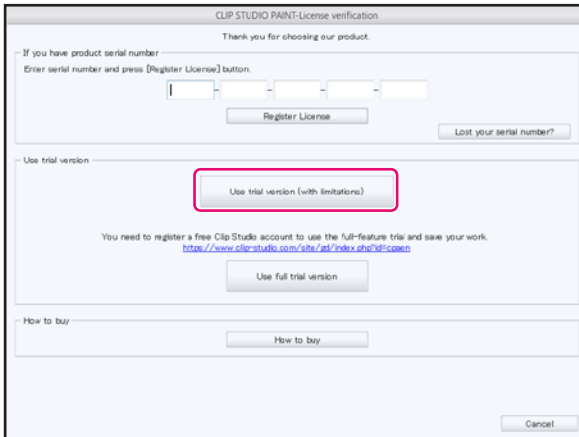 CLIP STUDIO PAINT-License verification
Thank you for choosing our product.
If you have product serial number
Enter serial number and press [Register License] button.
- - - -
Register License
Lost your serial number?
Use trial version
Use trial version (with limitations)
You need to register a free Clip Studio account to use the full-feature trial and save your work.
https://www.clip-studio.com/site/gd/index.php?id=cpaen
Use full trial version
How to buy
How to buy
Cancel